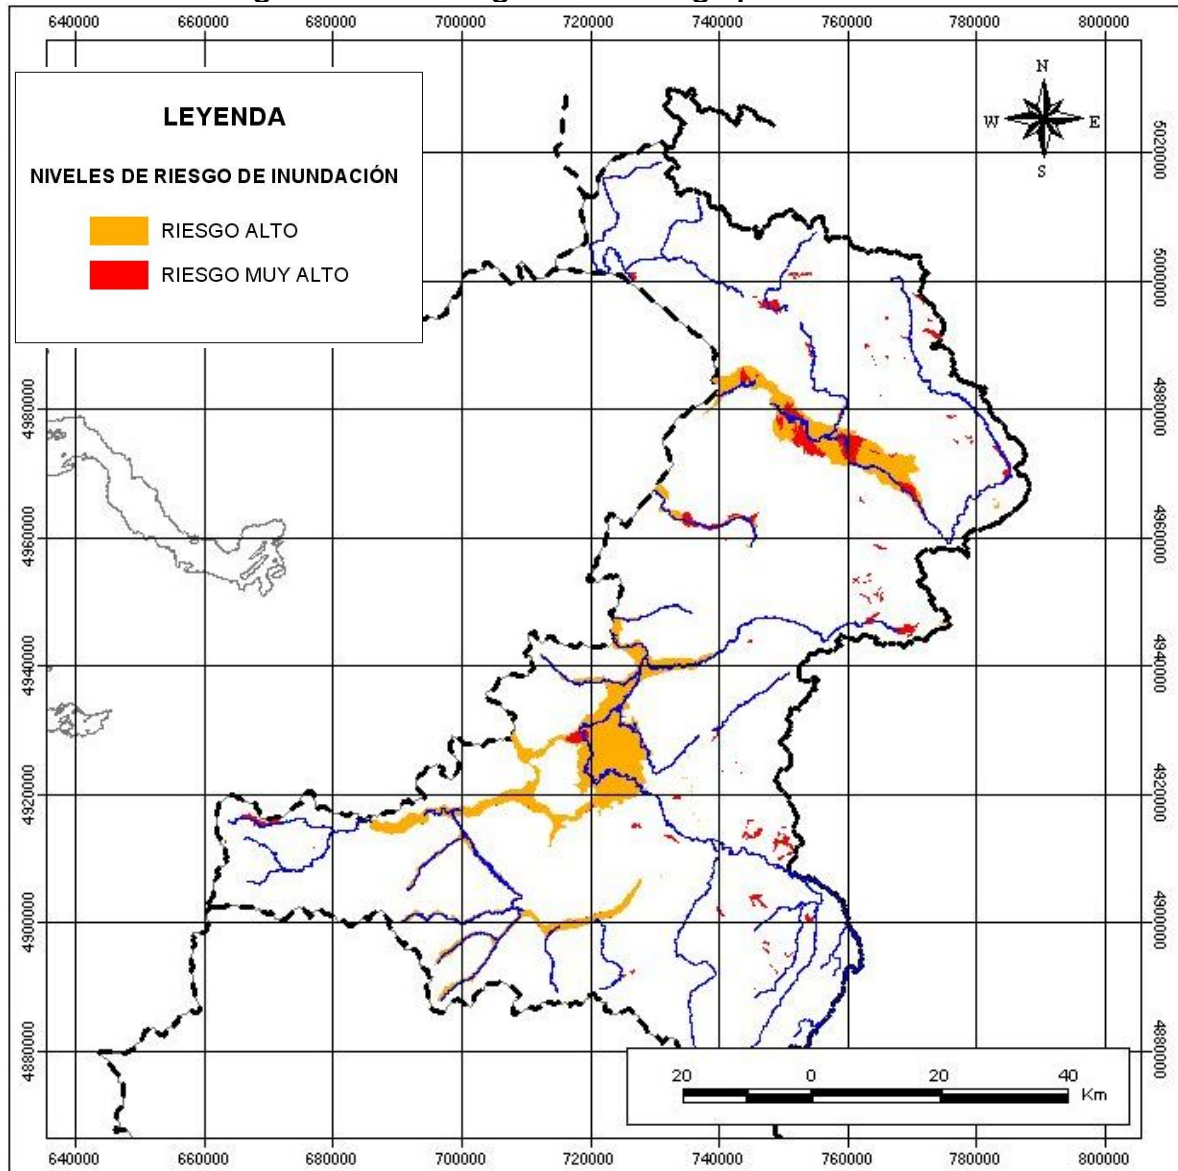 640000 660000 680000 700000 720000 740000 760000 780000 800000
LEYENDA
NIVELES DE RIESGO DE INUNDACIÓN
RIESGO ALTO
RIESGO MUY ALTO
N
W E
S
5020000
5000000
4980000 4980000
4960000 4960000
4940000 4940000
4920000 4920000
4900000 4900000
4880000 4880000
20 0 20 40
Km
640000 660000 680000 700000 720000 740000 760000 780000 800000